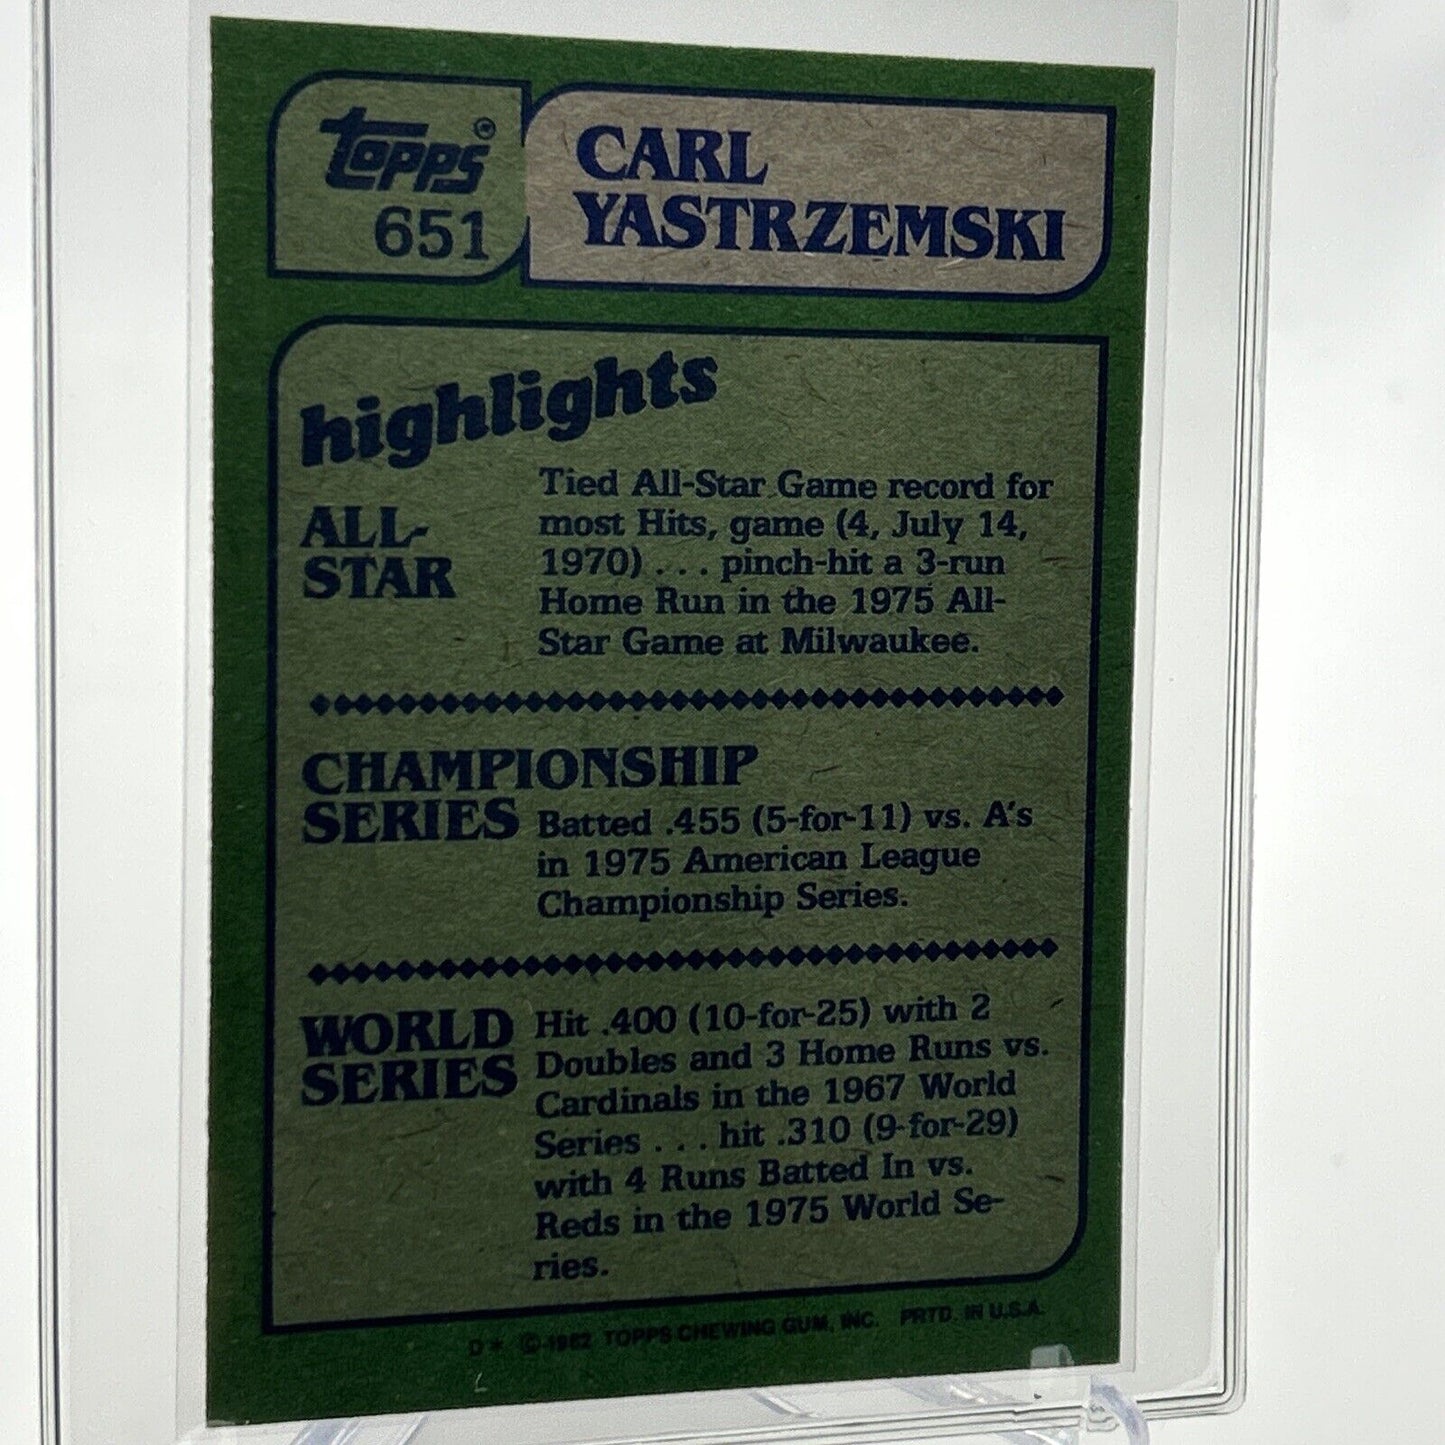 topps®
651
CARL
YASTRZEMSKI
highlights
ALL-
STAR
Tied All-Star Game record for
most Hits, game (4, July 14,
1970) . . . pinch-hit a 3-run
Home Run in the 1975 All-
Star Game at Milwaukee.
CHAMPIONSHIP
SERIES
Batted .455 (5-for-11) vs. A's
in 1975 American League
Championship Series.
WORLD
SERIES
Hit .400 (10-for-25) with 2
Doubles and 3 Home Runs vs.
Cardinals in the 1967 World
Series . . . hit .310 (9-for-29)
with 4 Runs Batted In vs.
Reds in the 1975 World Se-
ries.
D* © 1982 TOPPS CHEWING GUM, INC. PRTD. IN U.S.A.